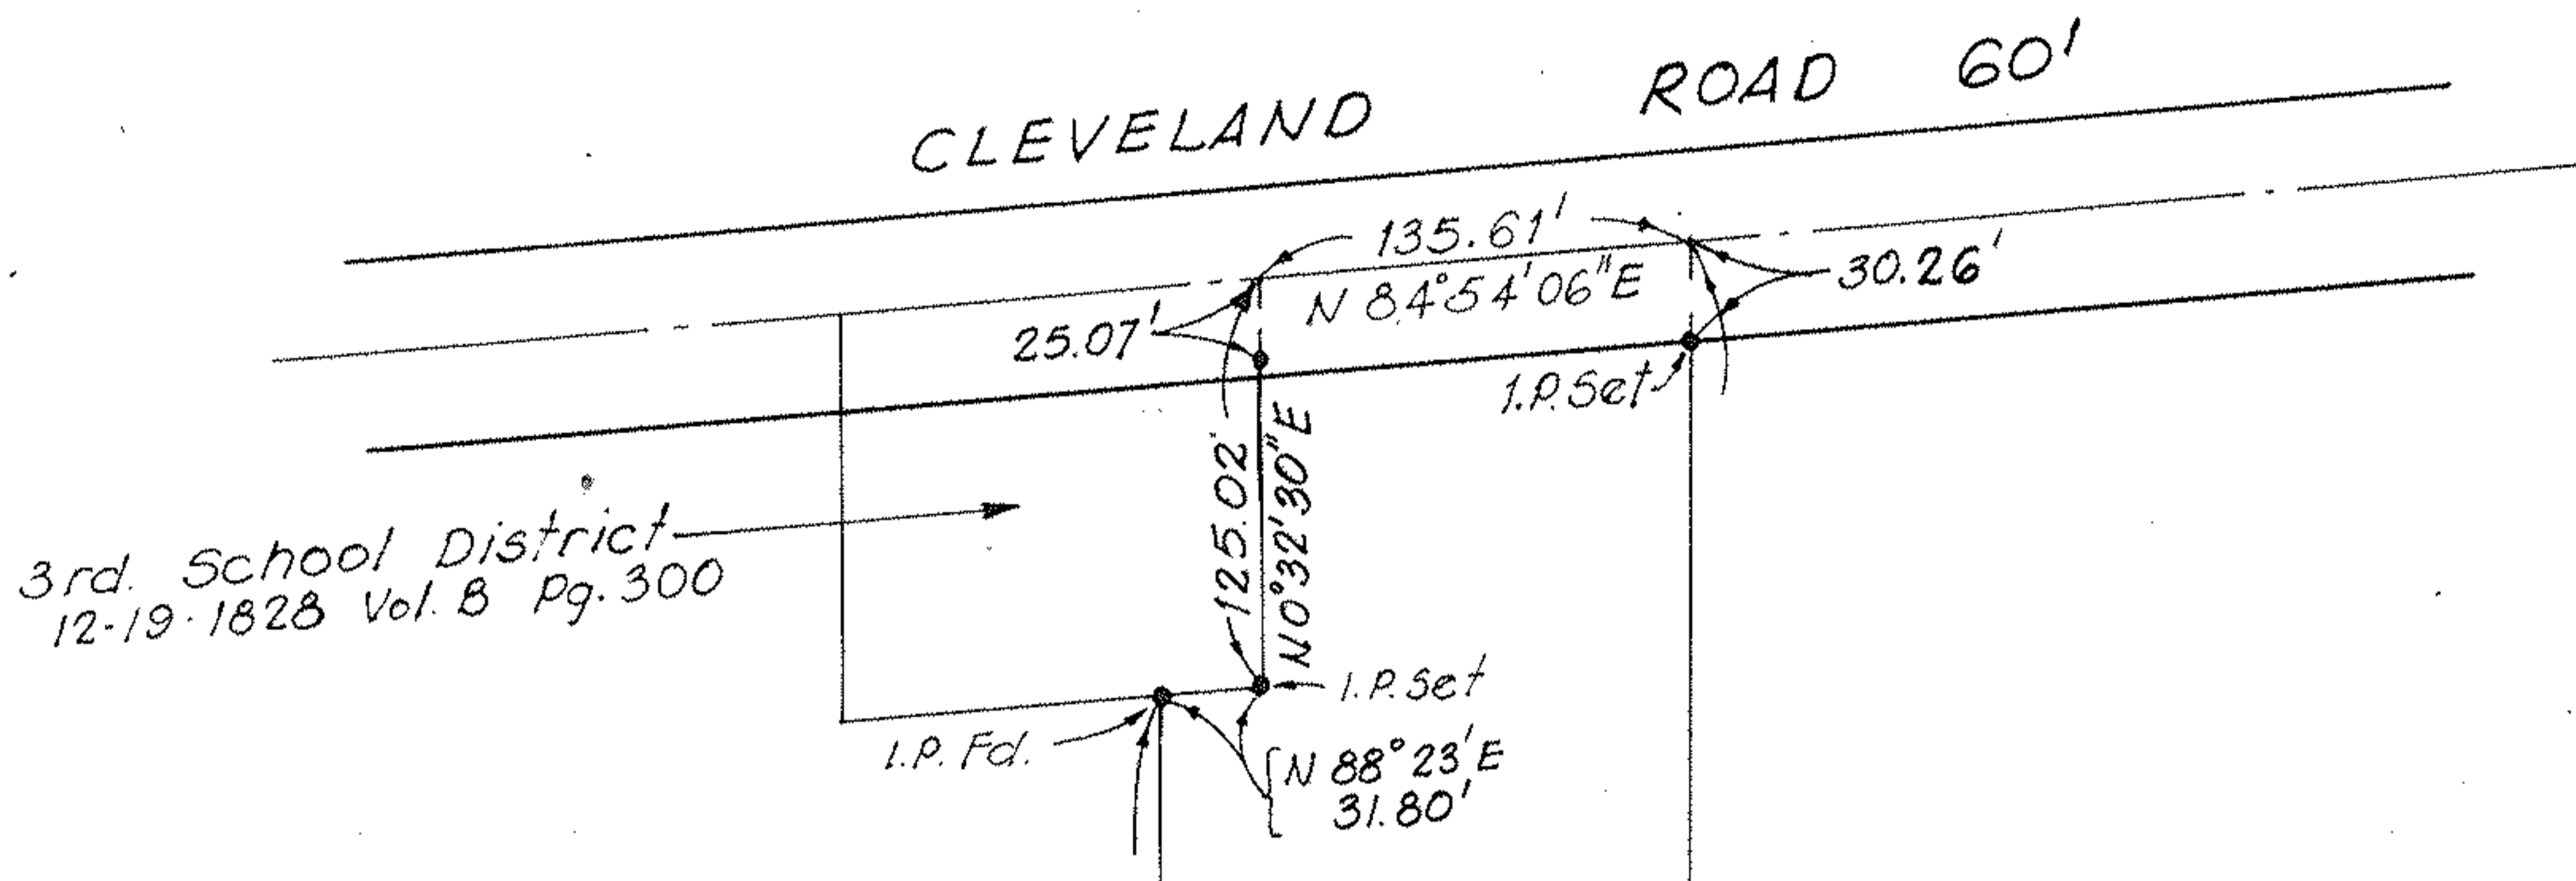 CLEVELAND ROAD 60'
135.61'
N 84°54'06"E
30.26'
25.07'
I.P. Set
125.02'
N0°32'30"E
3rd. School District
12-19-1828 Vol. B Pg. 300
I.P. Set
I.P. Fd.
N 88°23'E
31.80'